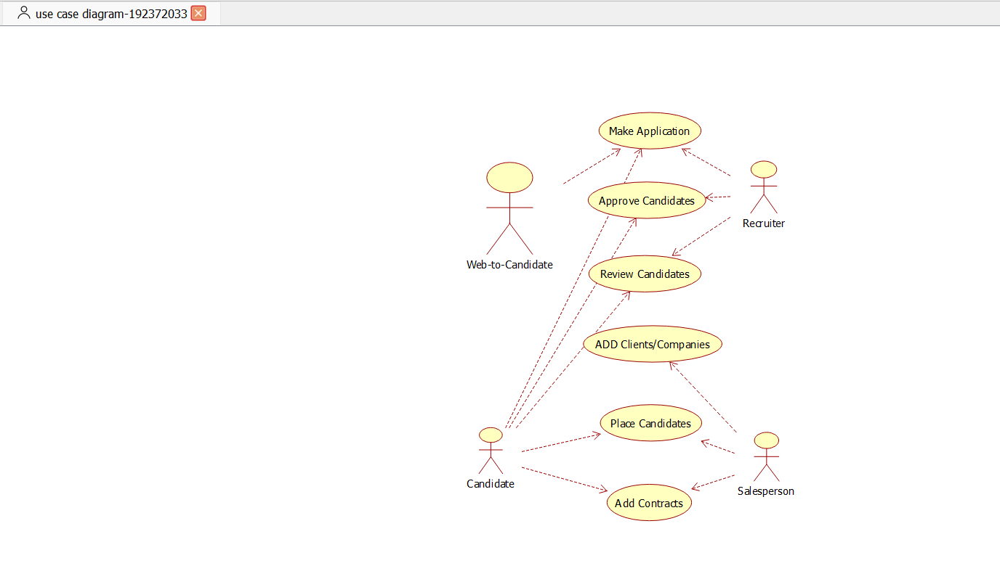 use case diagram-192372033
Make Application
Approve Candidates
Recruiter
Web-to-Candidate
Review Candidates
ADD Clients/Companies
Place Candidates
Candidate
Salesperson
Add Contracts